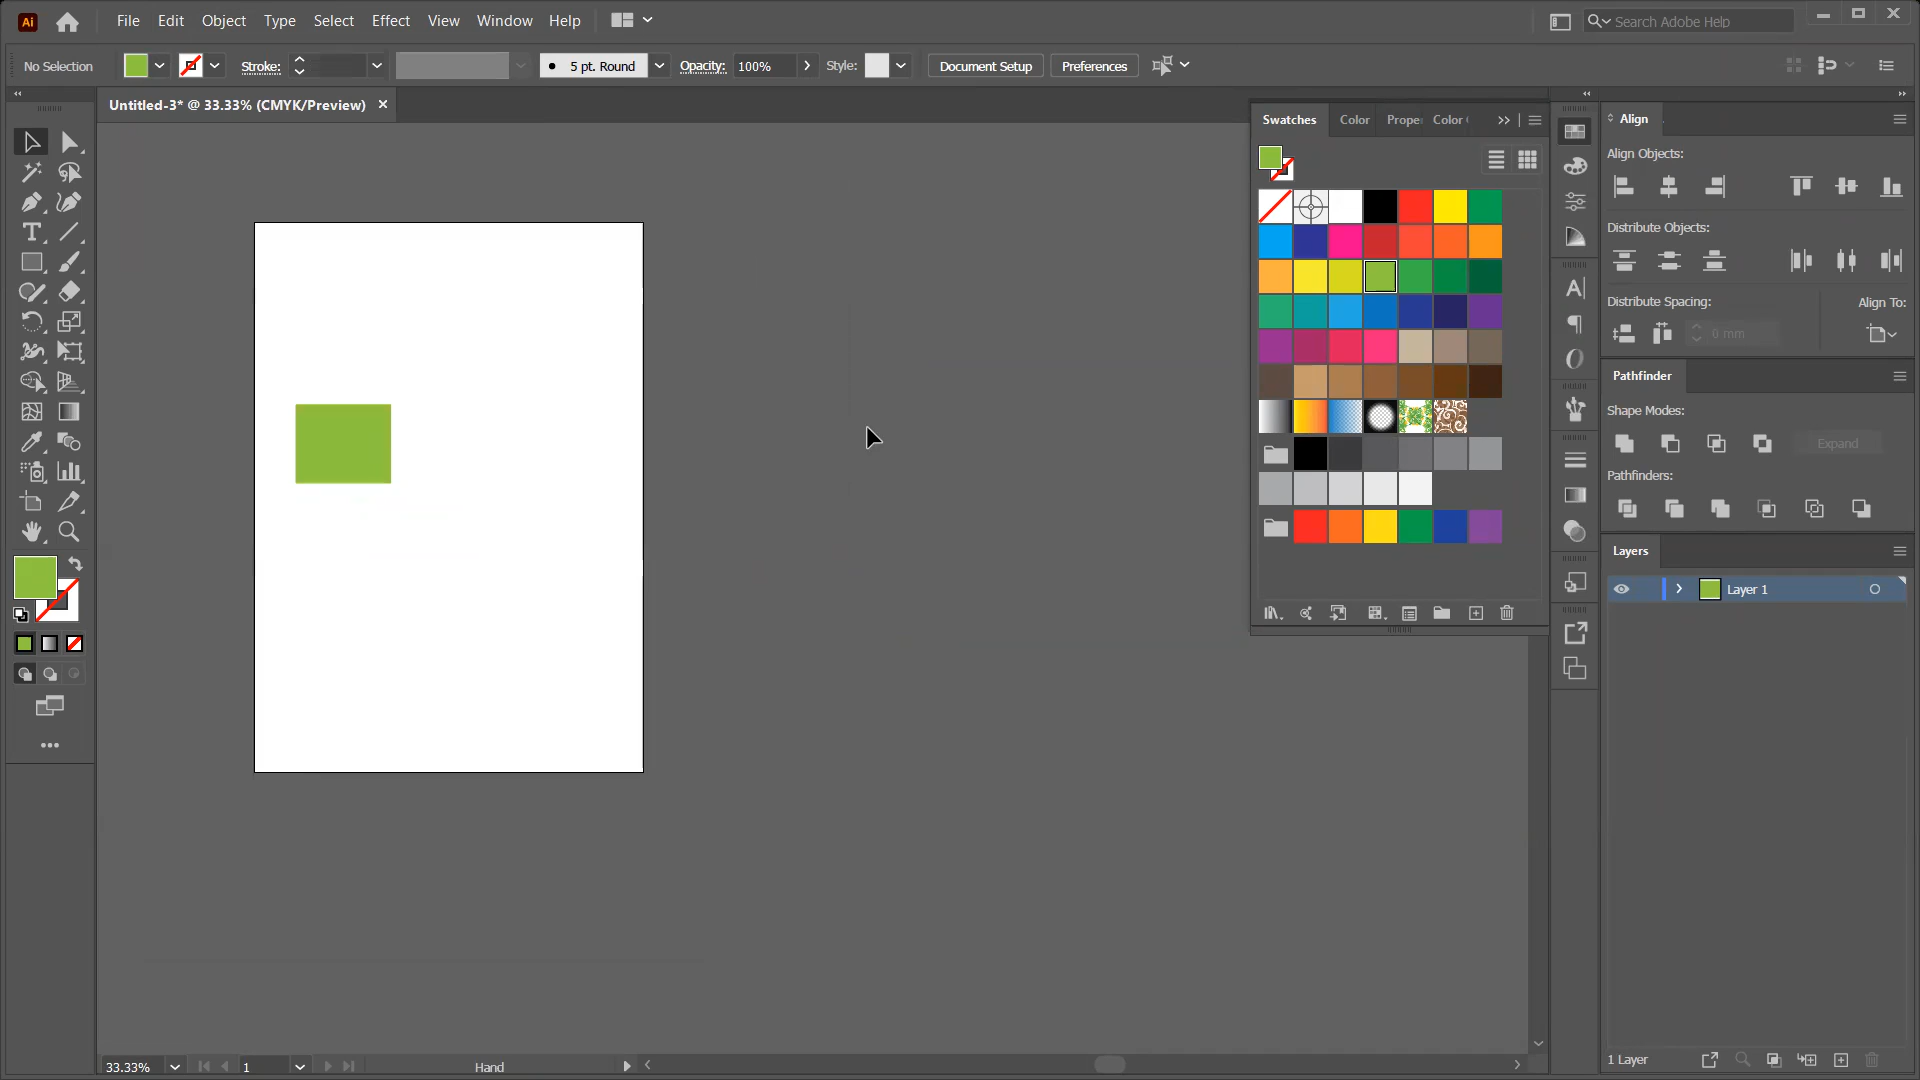 Ai File Edit Object Type Select Effect View Window Help Search Adobe Help
No Selection Stroke: 5 pt. Round Opacity: 100% Style: Document Setup Preferences
Untitled-3* @ 33.33% (CMYK/Preview)
Swatches Color Prope Color
Align
Align Objects:
Distribute Objects:
Distribute Spacing: Align To:
0 mm
Pathfinder
Shape Modes:
Expand
Pathfinders:
Layers
Layer 1
1 Layer
33.33% 1 Hand